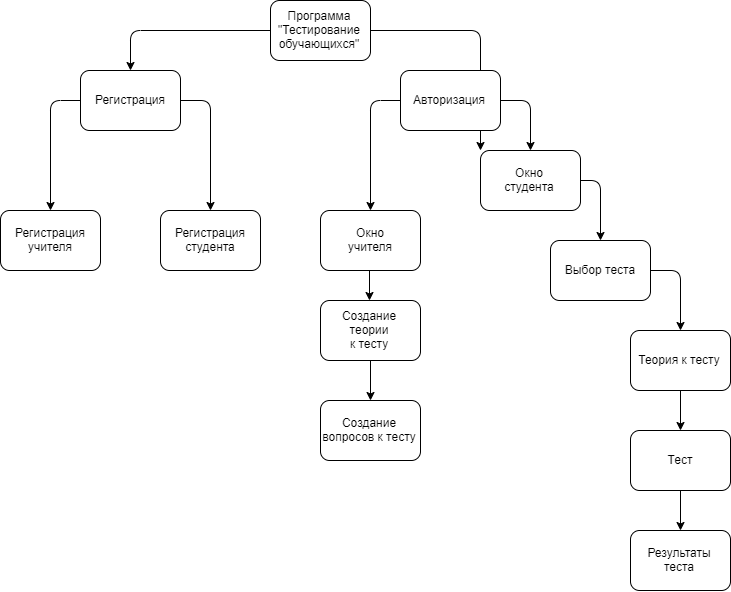 Программа
"Тестирование
обучающихся"
Регистрация
Авторизация
Окно
студента
Регистрация
учителя
Регистрация
студента
Окно
учителя
Выбор теста
Создание
теории
к тесту
Теория к тесту
Создание
вопросов к тесту
Тест
Результаты
теста